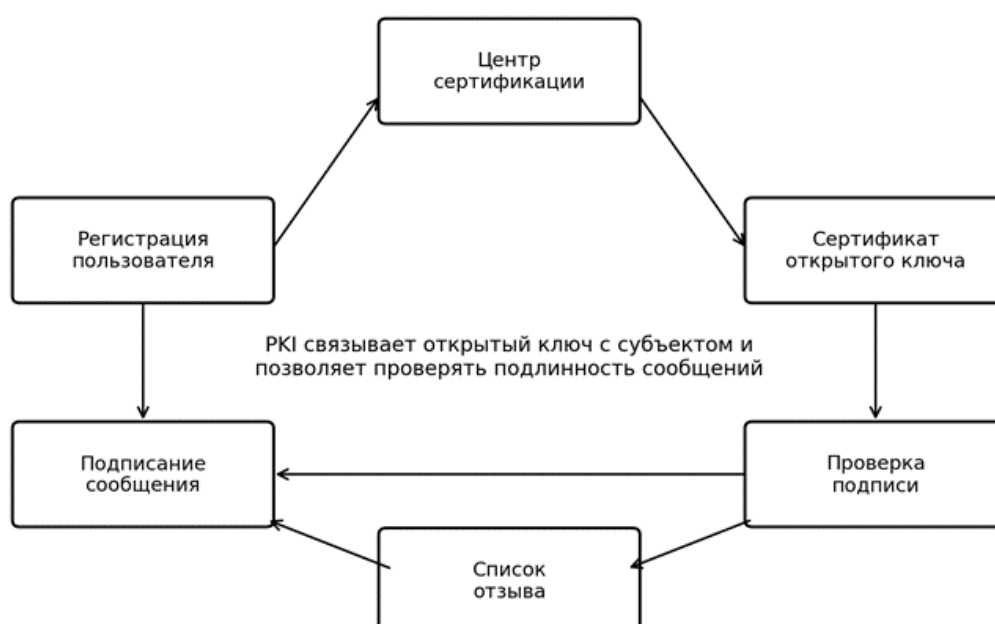 Центр
сертификации
Регистрация
пользователя
Сертификат
открытого ключа
PKI связывает открытый ключ с субъектом и
позволяет проверять подлинность сообщений
Подписание
сообщения
Проверка
подписи
Список
отзыва